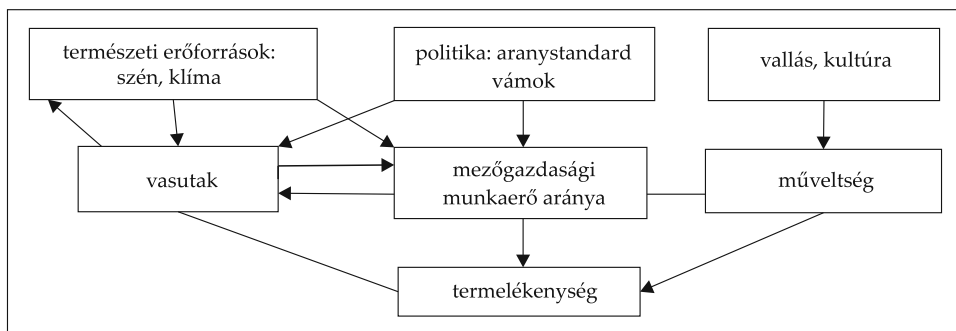 természeti erőforrások:
szén, klíma
politika: aranystandard
vámok
vallás, kultúra
vasutak
mezőgazdasági
munkaerő aránya
műveltség
termelékenység